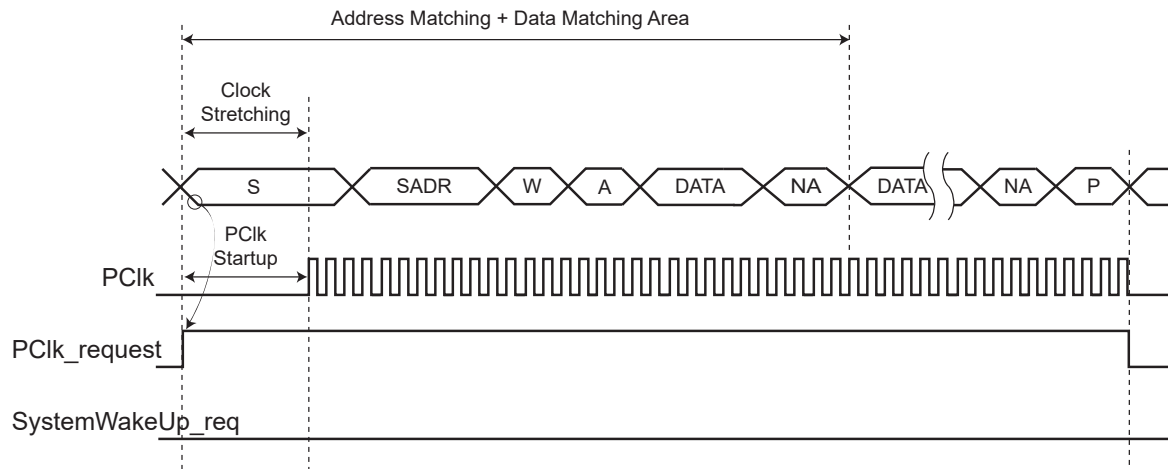 Address Matching + Data Matching Area
Clock
Stretching
S
SADR
W
A
DATA
NA
DATA
NA
P
PClk
Startup
PClk
PClk_request
SystemWakeUp_req